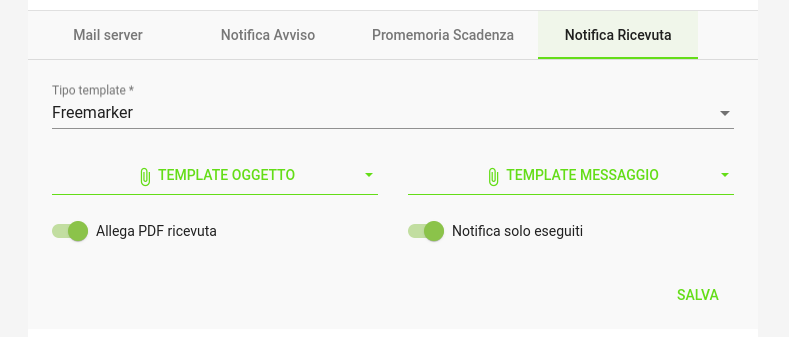 Mail server Notifica Avviso Promemoria Scadenza Notifica Ricevuta
Tipo template *
Freemarker
TEMPLATE OGGETTO TEMPLATE MESSAGGIO
Allega PDF ricevuta Notifica solo eseguiti
SALVA